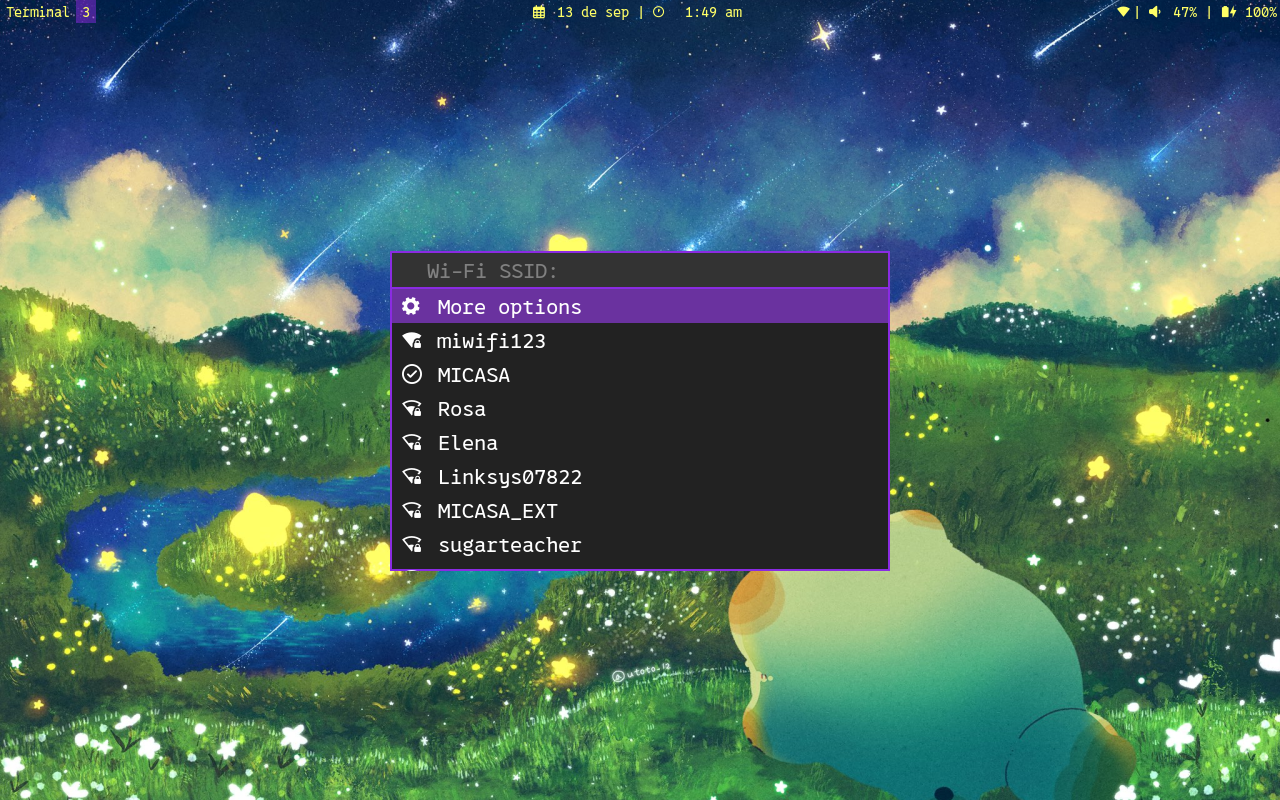 Terminal 3
13 de sep | 1:49 am
| 47% | 100%
Wi-Fi SSID:
More options
miwifi123
MICASA
Rosa
Elena
Linksys07822
MICASA_EXT
sugarteacher